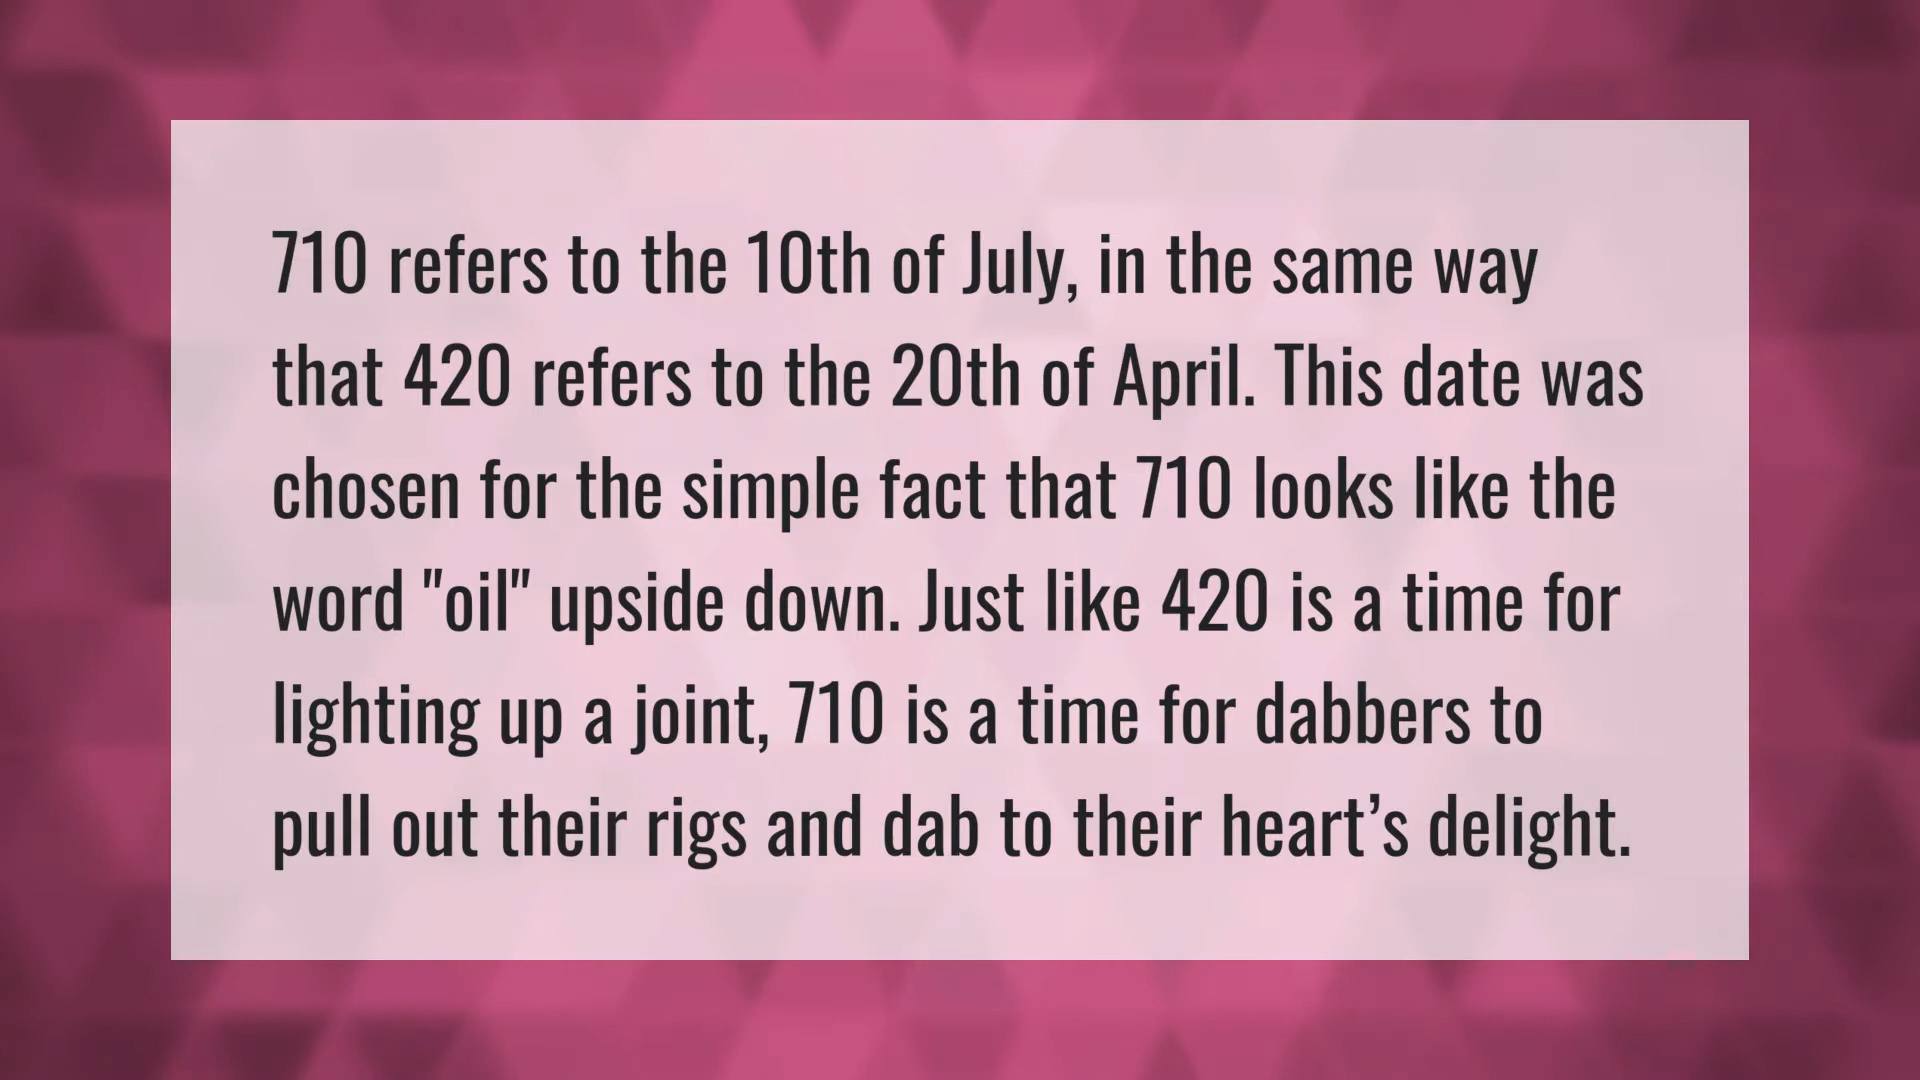 710 refers to the 10th of July, in the same way
that 420 refers to the 20th of April. This date was
chosen for the simple fact that 710 looks like the
word "oil" upside down. Just like 420 is a time for
lighting up a joint, 710 is a time for dabbers to
pull out their rigs and dab to their heart’s delight.